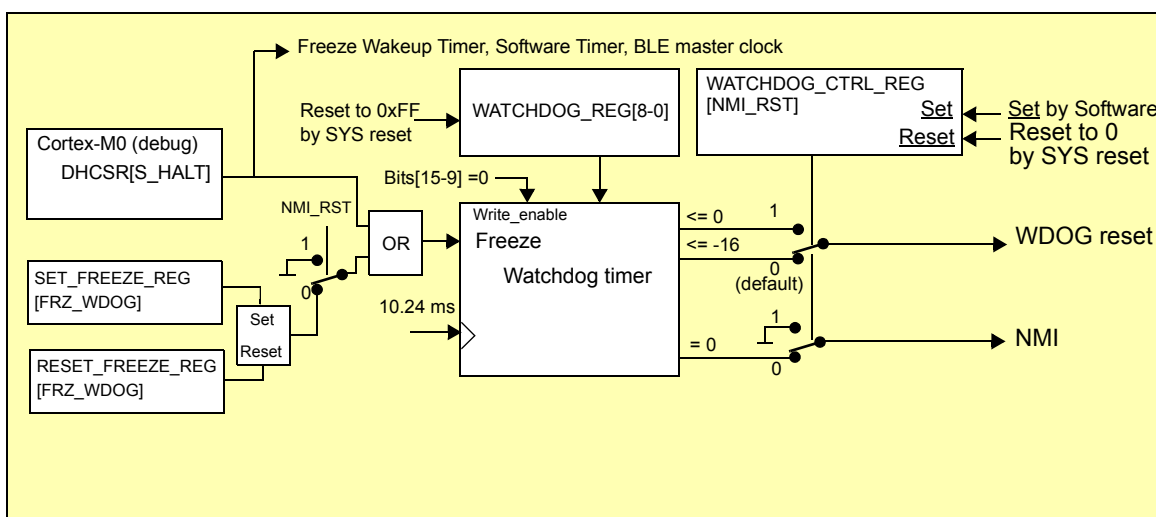 Freeze Wakeup Timer, Software Timer, BLE master clock
Reset to 0xFF
by SYS reset
WATCHDOG_REG[8-0]
WATCHDOG_CTRL_REG
[NMI_RST]
Set
Reset
Set by Software
Reset to 0
by SYS reset
Cortex-M0 (debug)
DHCSR[S_HALT]
Bits[15-9] =0
NMI_RST
1
0
OR
Write_enable
Freeze
Watchdog timer
10.24 ms
<= 0
<= -16
= 0
1
0
(default)
WDOG reset
1
0
NMI
SET_FREEZE_REG
[FRZ_WDOG]
Set
Reset
RESET_FREEZE_REG
[FRZ_WDOG]